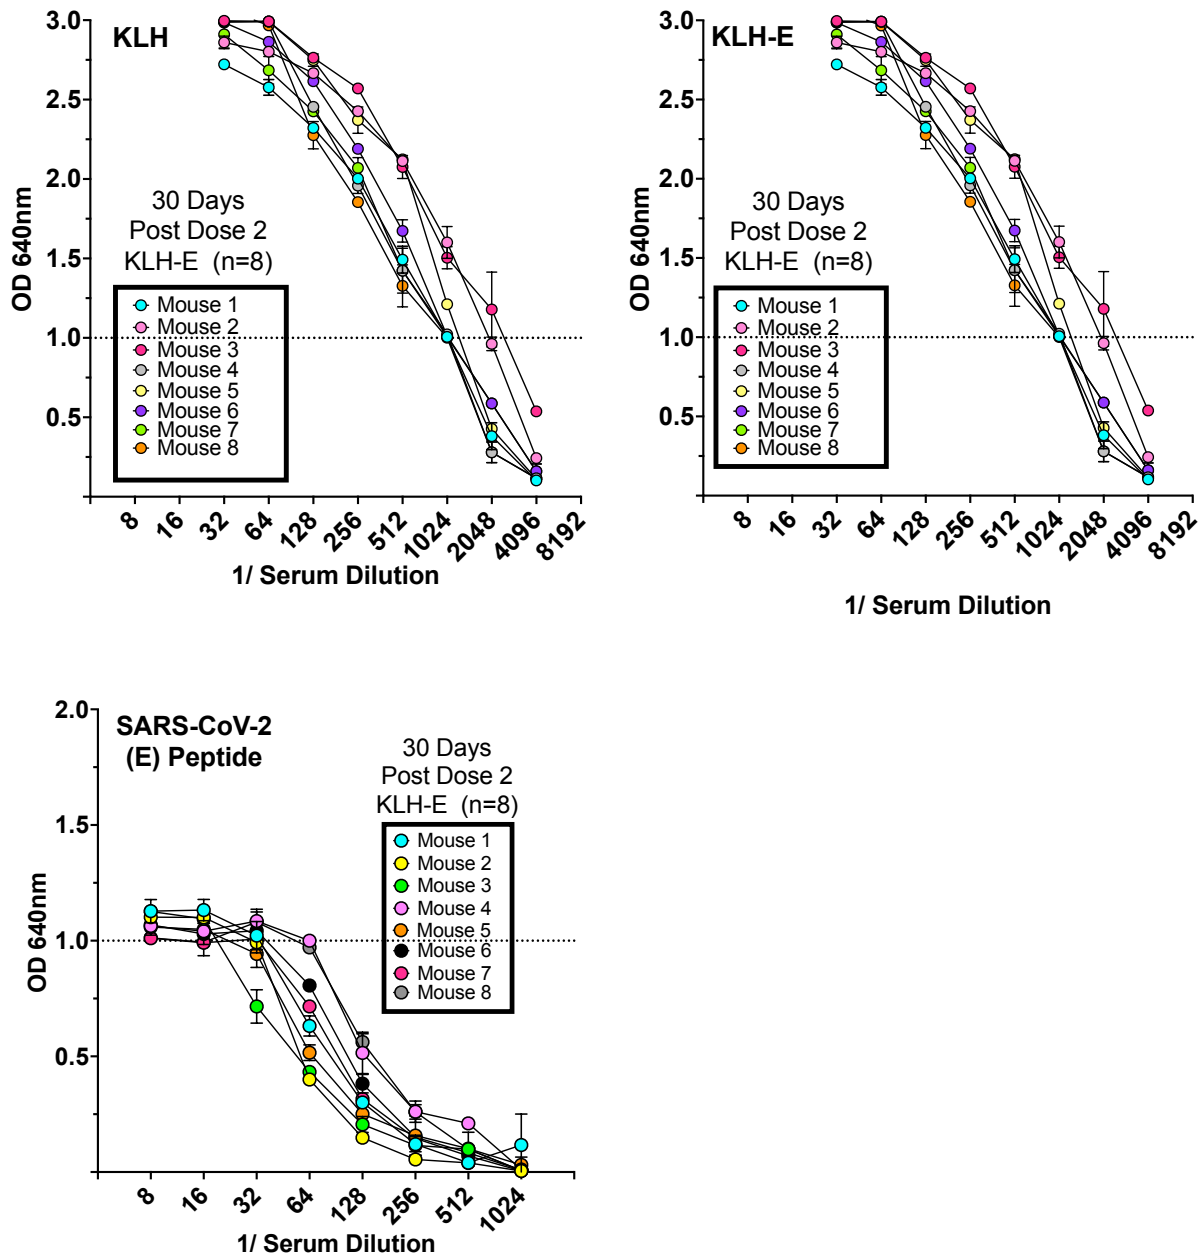 KLH
3.0
2.5
2.0
1.5
1.0
0.5
OD 640nm
30 Days
Post Dose 2
KLH-E (n=8)
Mouse 1
Mouse 2
Mouse 3
Mouse 4
Mouse 5
Mouse 6
Mouse 7
Mouse 8
8 16 32 64 128 256 512 1024 2048 4096 8192
1/ Serum Dilution
KLH-E
3.0
2.5
2.0
1.5
1.0
0.5
OD 640nm
30 Days
Post Dose 2
KLH-E (n=8)
Mouse 1
Mouse 2
Mouse 3
Mouse 4
Mouse 5
Mouse 6
Mouse 7
Mouse 8
8 16 32 64 128 256 512 1024 2048 4096 8192
1/ Serum Dilution
SARS-CoV-2
(E) Peptide
2.0
1.5
1.0
0.5
OD 640nm
30 Days
Post Dose 2
KLH-E (n=8)
Mouse 1
Mouse 2
Mouse 3
Mouse 4
Mouse 5
Mouse 6
Mouse 7
Mouse 8
8 16 32 64 128 256 512 1024
1/ Serum Dilution